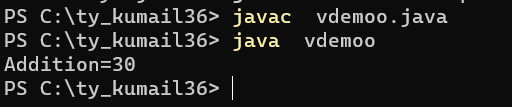 PS C:\ty_kumail36> javac  vdemoo.java
PS C:\ty_kumail36> java  vdemoo
Addition=30
PS C:\ty_kumail36>